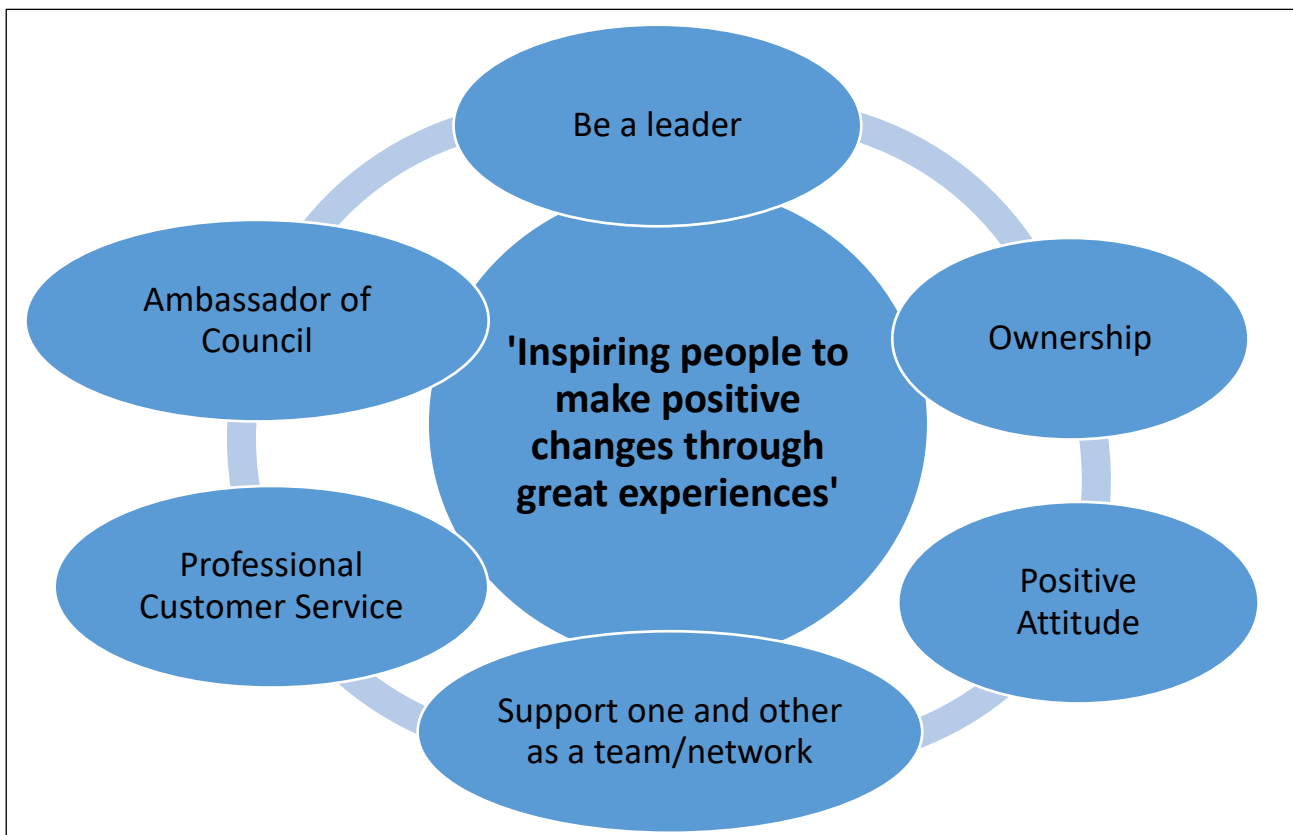 Be a leader
Ambassador of
Council
Ownership
'Inspiring people to
make positive
changes through
great experiences'
Professional
Customer Service
Positive
Attitude
Support one and other
as a team/network